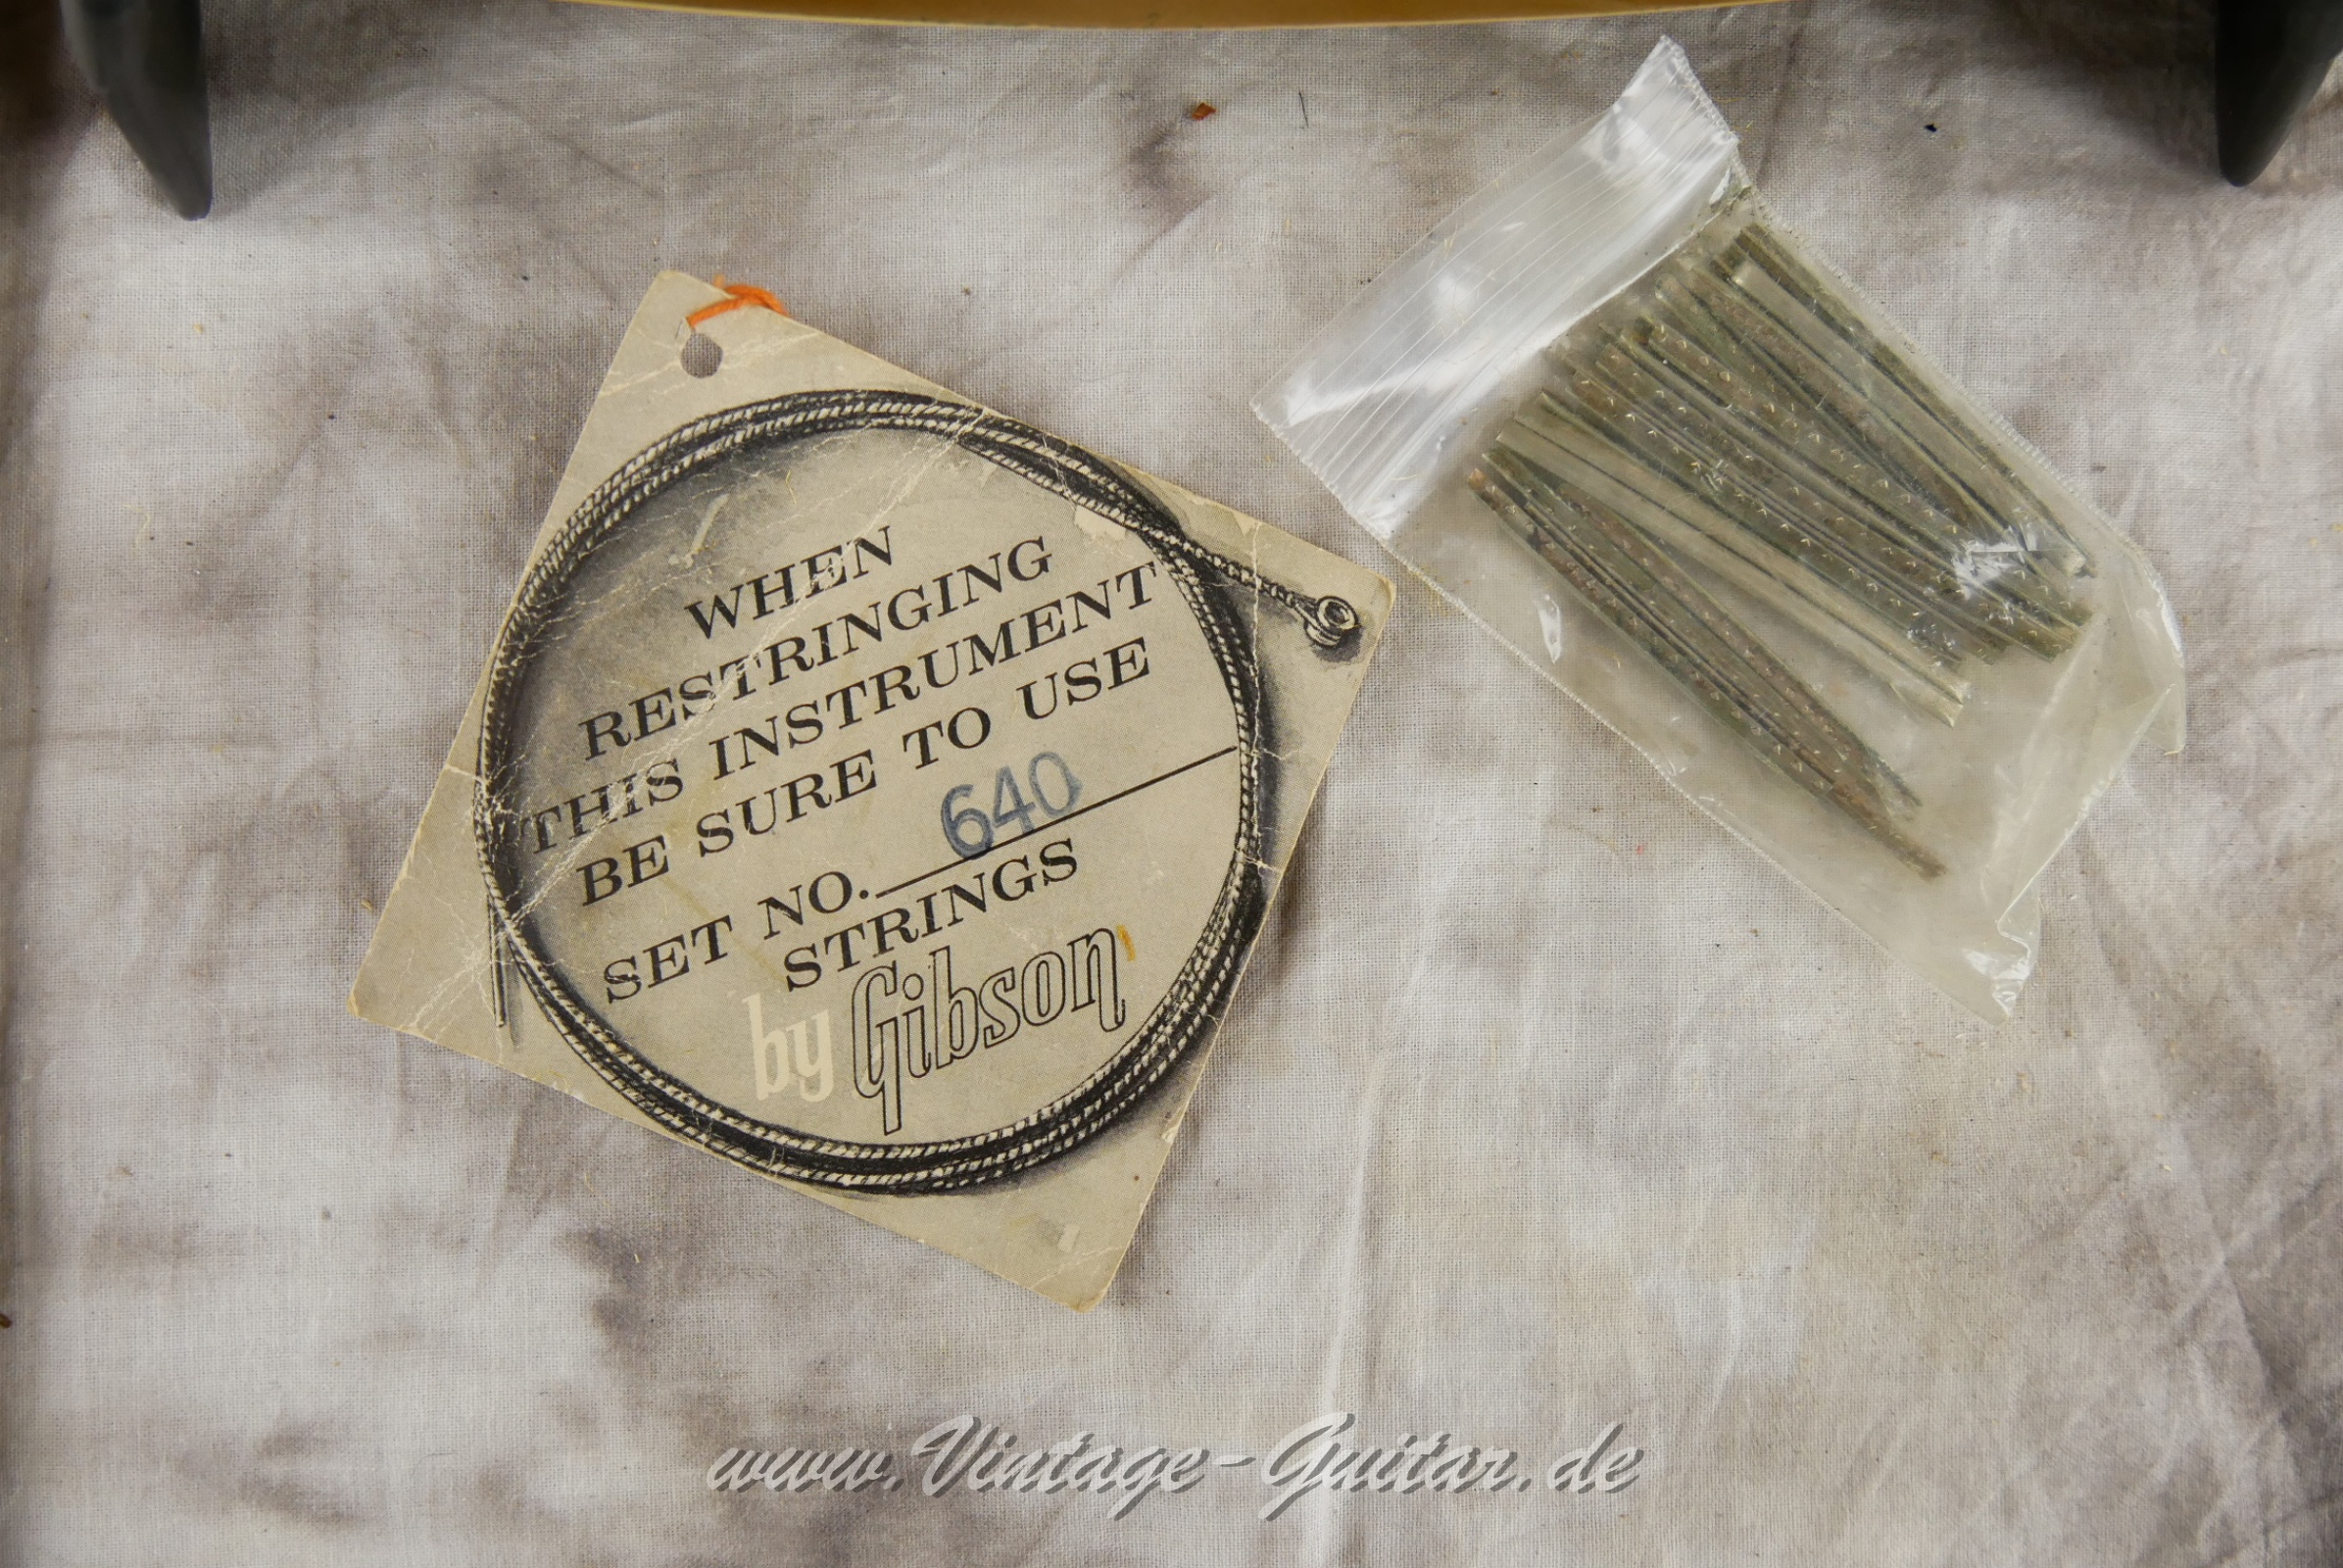 WHEN
RESTRINGING
THIS INSTRUMENT
BE SURE TO USE
SET NO. 640
STRINGS
by Gibson
www.Vintage-Guitar.de